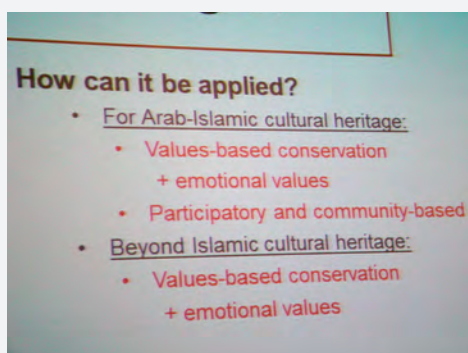 How can it be applied?
• For Arab-Islamic cultural heritage:
• Values-based conservation
+ emotional values
• Participatory and community-based
• Beyond Islamic cultural heritage:
• Values-based conservation
+ emotional values